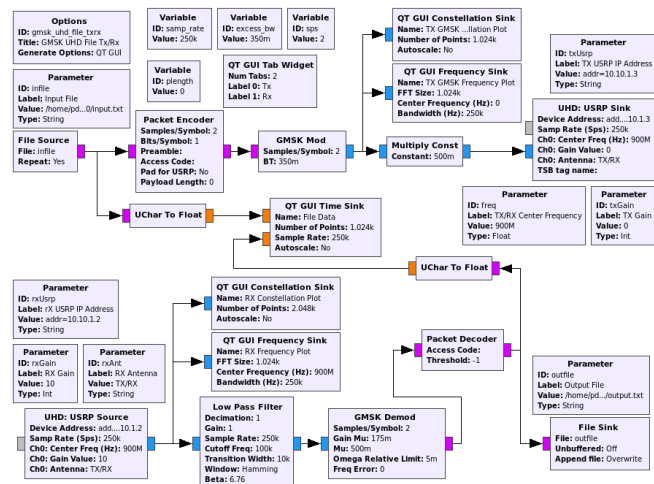 Options
ID: gmsk_uhd_file_txrx
Title: GMSK UHD File Tx/Rx
Generate Options: QT GUI
Variable
ID: samp_rate
Value: 250k
Variable
ID: excess_bw
Value: 350m
Variable
ID: sps
Value: 2
QT GUI Constellation Sink
Name: TX GMSK ...llation Plot
Number of Points: 1.024k
Autoscale: No
Parameter
ID: txUsrp
Label: TX USRP IP Address
Value: addr=10.10.1.3
Type: String
Parameter
ID: infile
Label: Input File
Value: /home/pd...0/input.txt
Type: String
Variable
ID: plength
Value: 0
QT GUI Tab Widget
Num Tabs: 2
Label 0: Tx
Label 1: Rx
QT GUI Frequency Sink
Name: TX GMSK Frequency Plot
FFT Size: 1.024k
Center Frequency (Hz): 0
Bandwidth (Hz): 250k
File Source
File: infile
Repeat: Yes
Packet Encoder
Samples/Symbol: 2
Bits/Symbol: 1
Preamble:
Access Code:
Pad for USRP: No
Payload Length: 0
GMSK Mod
Samples/Symbol: 2
BT: 350m
Multiply Const
Constant: 500m
UHD: USRP Sink
Device Address: add....10.1.3
Samp Rate (Sps): 250k
Ch0: Center Freq (Hz): 900M
Ch0: Gain Value: 0
Ch0: Antenna: TX/RX
TSB tag name:
UChar To Float
QT GUI Time Sink
Name: File Data
Number of Points: 1.024k
Sample Rate: 250k
Autoscale: No
Parameter
ID: freq
Label: TX/RX Center Frequency
Value: 900M
Type: Float
Parameter
ID: txGain
Label: TX Gain
Value: 0
Type: Int
UChar To Float
Parameter
ID: rxUsrp
Label: rX USRP IP Address
Value: addr=10.10.1.2
Type: String
QT GUI Constellation Sink
Name: RX Constellation Plot
Number of Points: 2.048k
Autoscale: No
Parameter
ID: rxGain
Label: RX Gain
Value: 10
Type: Int
Parameter
ID: rxAnt
Label: RX Antenna
Value: TX/RX
Type: String
QT GUI Frequency Sink
Name: RX Frequency Plot
FFT Size: 1.024k
Center Frequency (Hz): 900M
Bandwidth (Hz): 250k
Packet Decoder
Access Code:
Threshold: -1
Parameter
ID: outfile
Label: Output File
Value: /home/pd.../output.txt
Type: String
UHD: USRP Source
Device Address: add....10.1.2
Samp Rate (Sps): 250k
Ch0: Center Freq (Hz): 900M
Ch0: Gain Value: 10
Ch0: Antenna: TX/RX
Low Pass Filter
Decimation: 1
Gain: 1
Sample Rate: 250k
Cutoff Freq: 100k
Transition Width: 10k
Window: Hamming
Beta: 6.76
GMSK Demod
Samples/Symbol: 2
Gain Mu: 175m
Mu: 500m
Omega Relative Limit: 5m
Freq Error: 0
File Sink
File: outfile
Unbuffered: Off
Append file: Overwrite